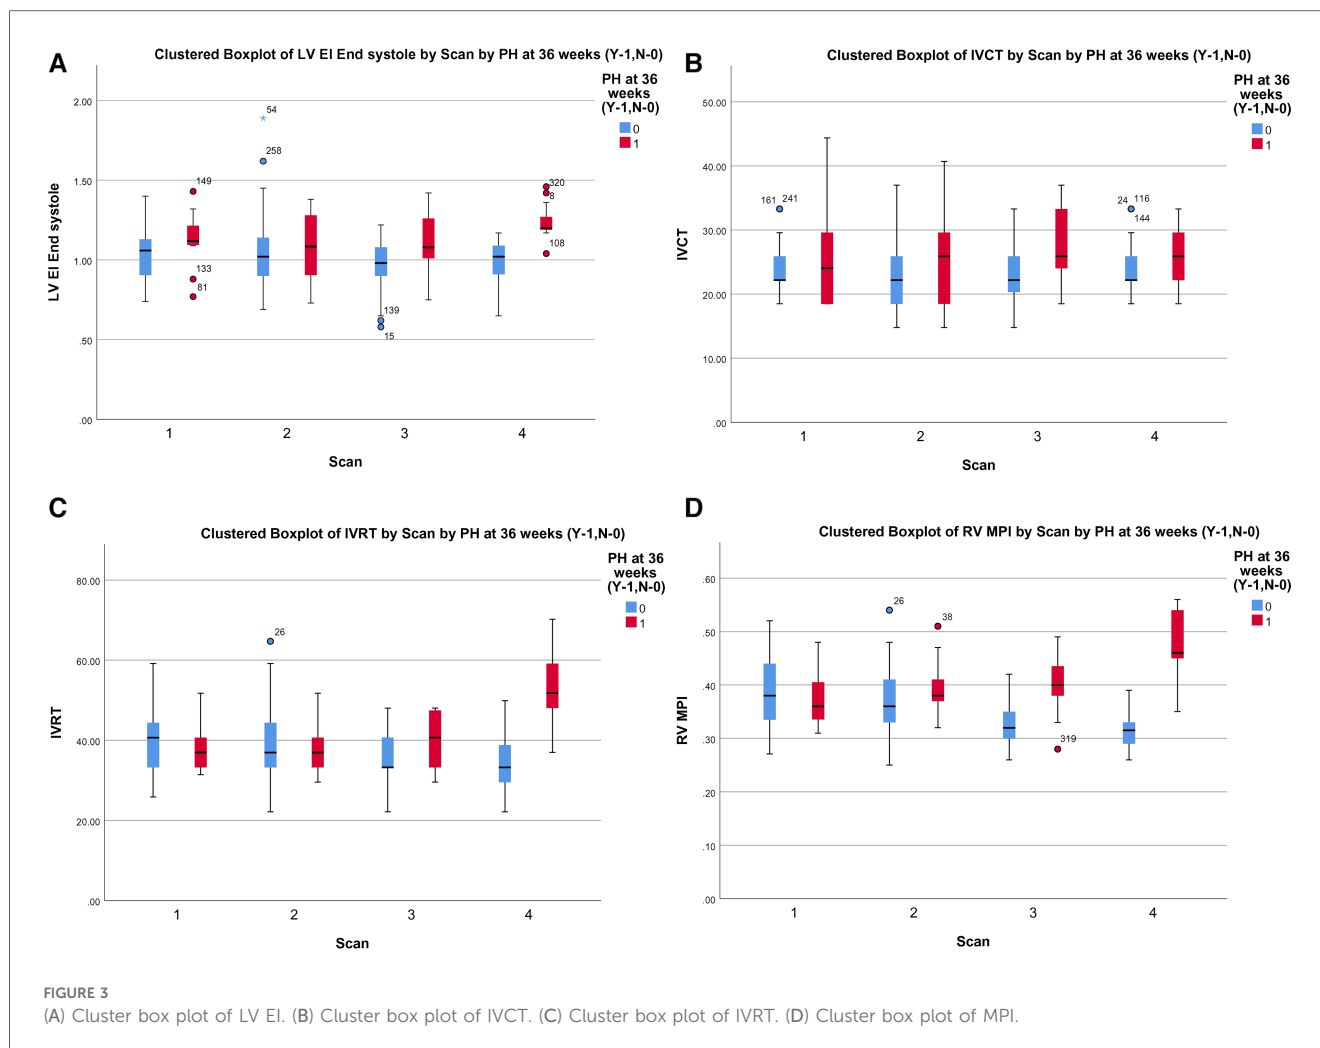 A
Clustered Boxplot of LV EI End systole by Scan by PH at 36 weeks (Y-1,N-0)
PH at 36
weeks
(Y-1,N-0)
0
1
LV EI End systole
2.00
1.50
1.00
.50
.00
149
133
81
54
258
139
15
320
8
108
1 2 3 4
Scan
B
Clustered Boxplot of IVCT by Scan by PH at 36 weeks (Y-1,N-0)
PH at 36
weeks
(Y-1,N-0)
0
1
IVCT
50.00
40.00
30.00
20.00
10.00
.00
161 241
24 116
144
1 2 3 4
Scan
C
Clustered Boxplot of IVRT by Scan by PH at 36 weeks (Y-1,N-0)
PH at 36
weeks
(Y-1,N-0)
0
1
IVRT
80.00
60.00
40.00
20.00
.00
26
1 2 3 4
Scan
D
Clustered Boxplot of RV MPI by Scan by PH at 36 weeks (Y-1,N-0)
PH at 36
weeks
(Y-1,N-0)
0
1
RV MPI
.60
.50
.40
.30
.20
.10
.00
26
38
319
1 2 3 4
Scan
FIGURE 3
(A) Cluster box plot of LV EI. (B) Cluster box plot of IVCT. (C) Cluster box plot of IVRT. (D) Cluster box plot of MPI.